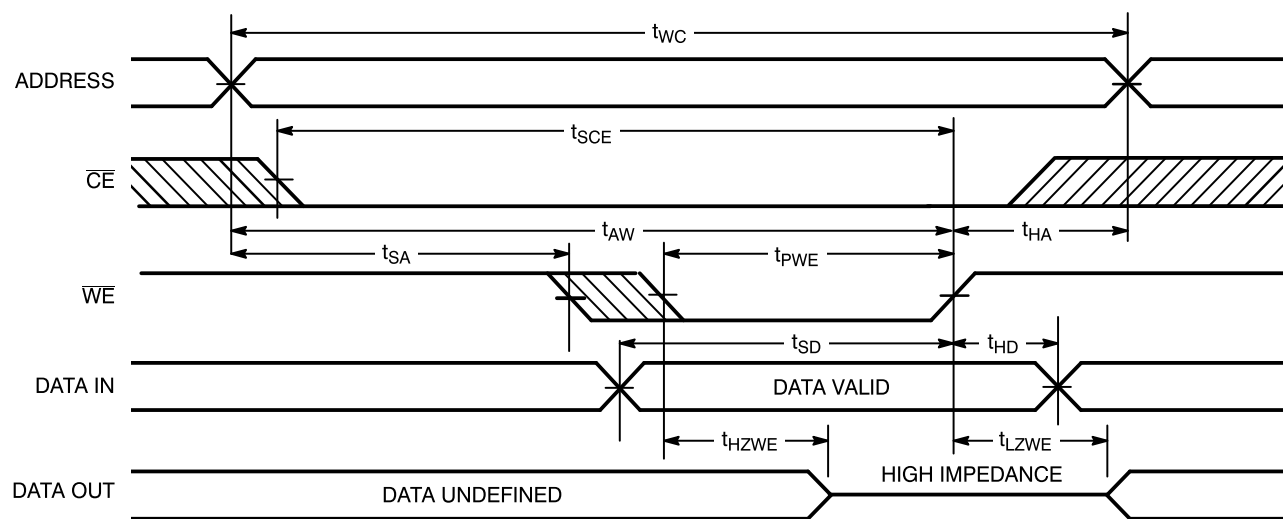 tWC
ADDRESS
tSCE
CE
tAW
tHA
tSA
tPWE
WE
tSD
tHD
DATA IN
DATA VALID
tHZWE
tLZWE
HIGH IMPEDANCE
DATA OUT
DATA UNDEFINED